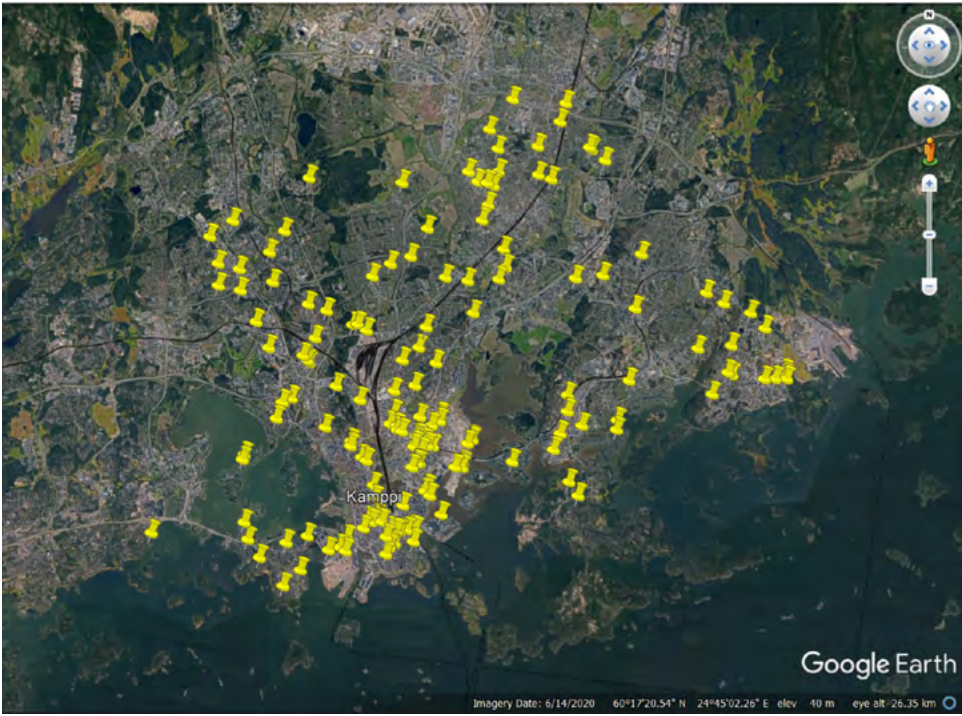 N
Kamppi
Google Earth
Imagery Date: 6/14/2020 60°17'20.54" N 24°45'02.26" E elev 40 m eye alt 26.35 km